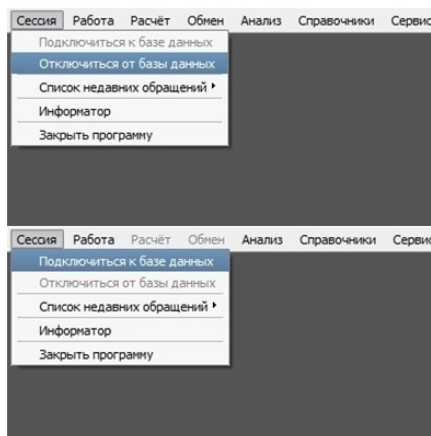 Сессия Работа Расчёт Обмен Анализ Справочники Сервис
Подключиться к базе данных
Отключиться от базы данных
Список недавних обращений
Информатор
Закрыть программу
Сессия Работа Расчёт Обмен Анализ Справочники Сервис
Подключиться к базе данных
Отключиться от базы данных
Список недавних обращений
Информатор
Закрыть программу